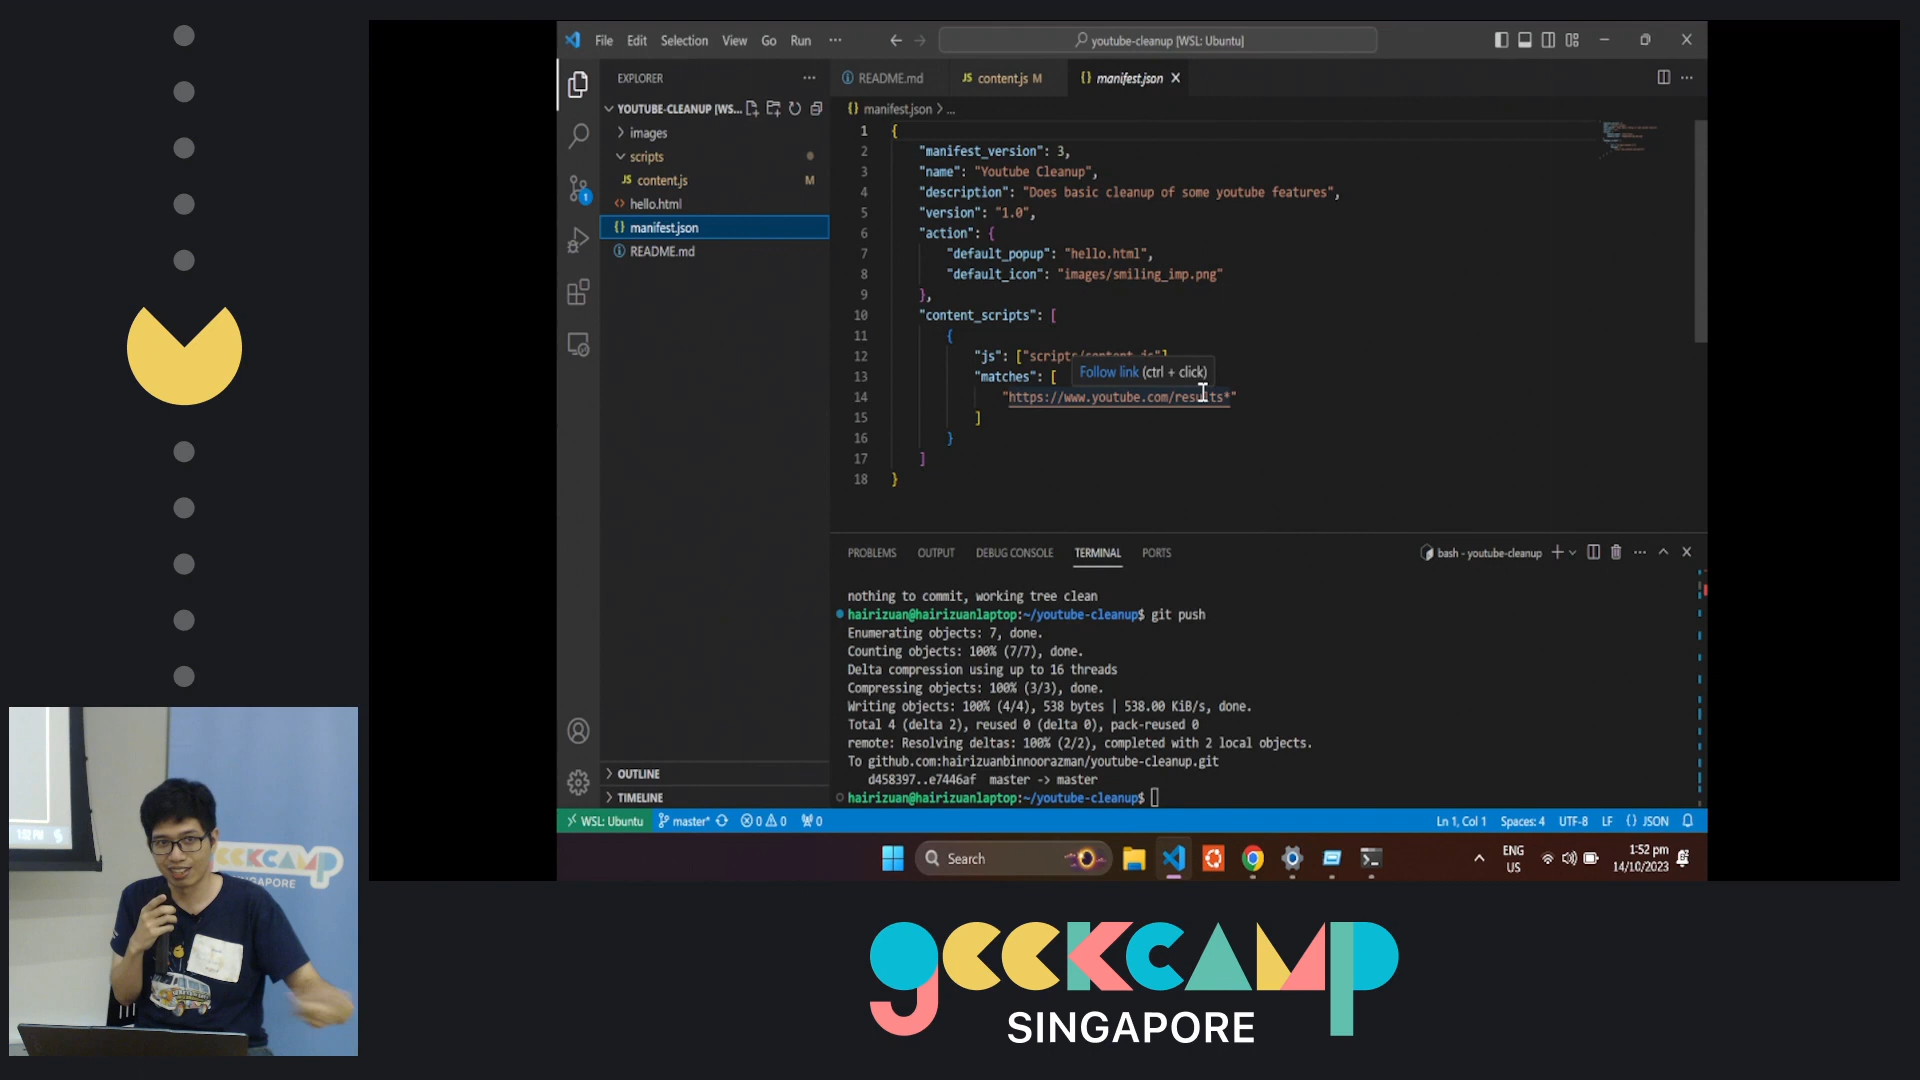 File Edit Selection View Go Run ···
youtube-cleanup [WSL: Ubuntu]
EXPLORER ···
YOUTUBE-CLEANUP [WS...
images
scripts
JS content.js M
<> hello.html
{} manifest.json
README.md
OUTLINE
TIMELINE
README.md JS content.js M {} manifest.json
{} manifest.json > ...
1 {
2 "manifest_version": 3,
3 "name": "Youtube Cleanup",
4 "description": "Does basic cleanup of some youtube features",
5 "version": "1.0",
6 "action": {
7 "default_popup": "hello.html",
8 "default_icon": "images/smiling_imp.png"
9 },
10 "content_scripts": [
11 {
12 "js": ["scripts/content.js"]
Follow link (ctrl + click)
13 "matches": [
14 "https://www.youtube.com/results*"
15 ]
16 }
17 ]
18 }
PROBLEMS OUTPUT DEBUG CONSOLE TERMINAL PORTS
bash - youtube-cleanup
nothing to commit, working tree clean
hairizuan@hairizuanlaptop:~/youtube-cleanup$ git push
Enumerating objects: 7, done.
Counting objects: 100% (7/7), done.
Delta compression using up to 16 threads
Compressing objects: 100% (3/3), done.
Writing objects: 100% (4/4), 538 bytes | 538.00 KiB/s, done.
Total 4 (delta 2), reused 0 (delta 0), pack-reused 0
remote: Resolving deltas: 100% (2/2), completed with 2 local objects.
To github.com:hairizuanbinnoorazman/youtube-cleanup.git
d458397..e7446af master -> master
hairizuan@hairizuanlaptop:~/youtube-cleanup$
WSL: Ubuntu master* 0 0 0
Ln 1, Col 1 Spaces: 4 UTF-8 LF {} JSON
Search
ENG
US
1:52 pm
14/10/2023
geekcamp
SINGAPORE